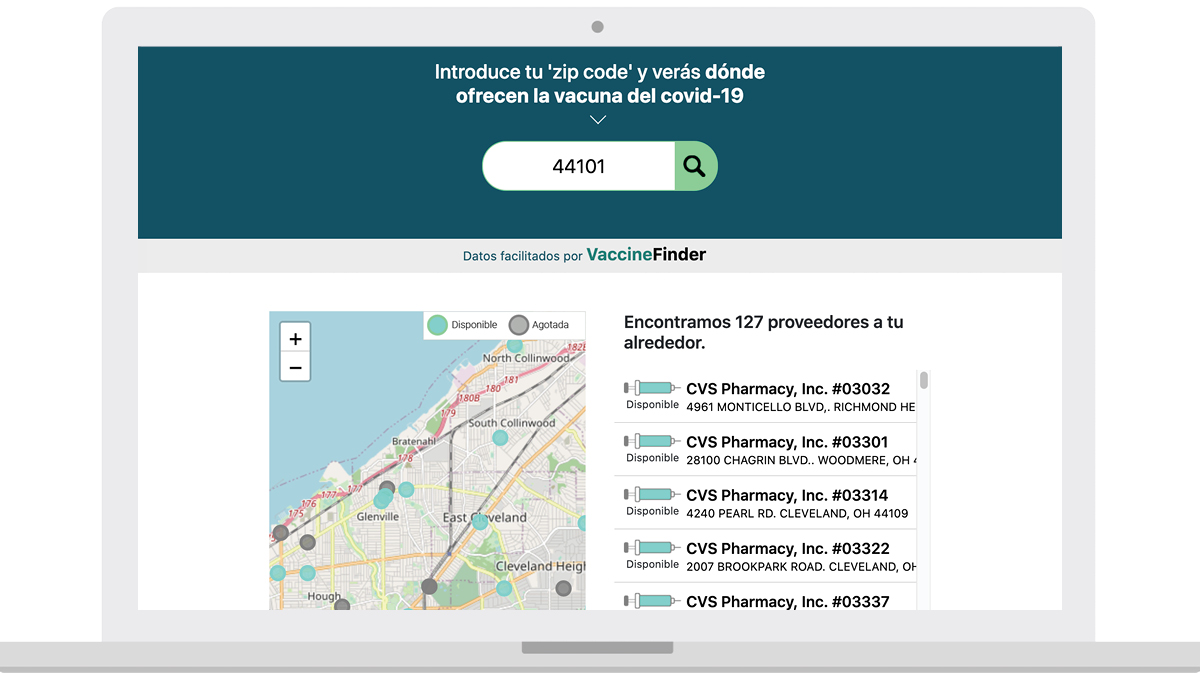 Introduce tu 'zip code' y verás dónde
ofrecen la vacuna del covid-19
44101
Datos facilitados por VaccineFinder
+
−
Disponible
Agotada
North Collinwood
182B
181
180
180B
179
South Collinwood
Bratenahl
178
177
177
176
175
Glenville
East Cleveland
Cleveland Heigh
Hough
Encontramos 127 proveedores a tu
alrededor.
CVS Pharmacy, Inc. #03032
Disponible
4961 MONTICELLO BLVD,. RICHMOND HE
CVS Pharmacy, Inc. #03301
Disponible
28100 CHAGRIN BLVD.. WOODMERE, OH 4
CVS Pharmacy, Inc. #03314
Disponible
4240 PEARL RD. CLEVELAND, OH 44109
CVS Pharmacy, Inc. #03322
Disponible
2007 BROOKPARK ROAD. CLEVELAND, OH
CVS Pharmacy, Inc. #03337